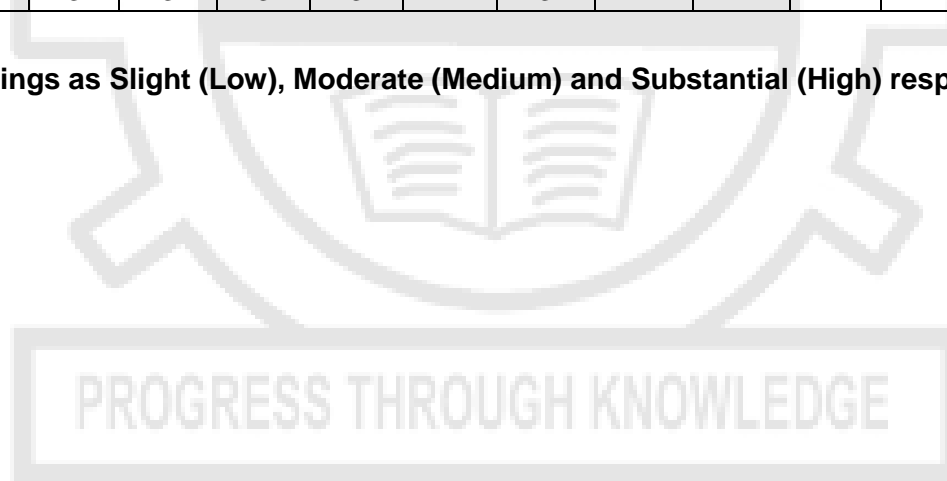 ings as Slight (Low), Moderate (Medium) and Substantial (High) resp
PROGRESS THROUGH KNOWLEDGE